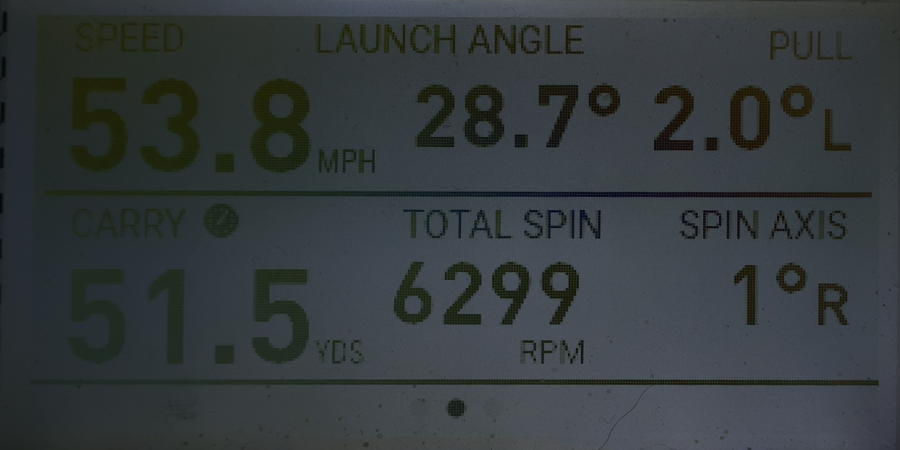 SPEED LAUNCH ANGLE PULL
53.8 MPH 28.7° 2.0° L
CARRY TOTAL SPIN SPIN AXIS
51.5 YDS 6299 RPM 1° R